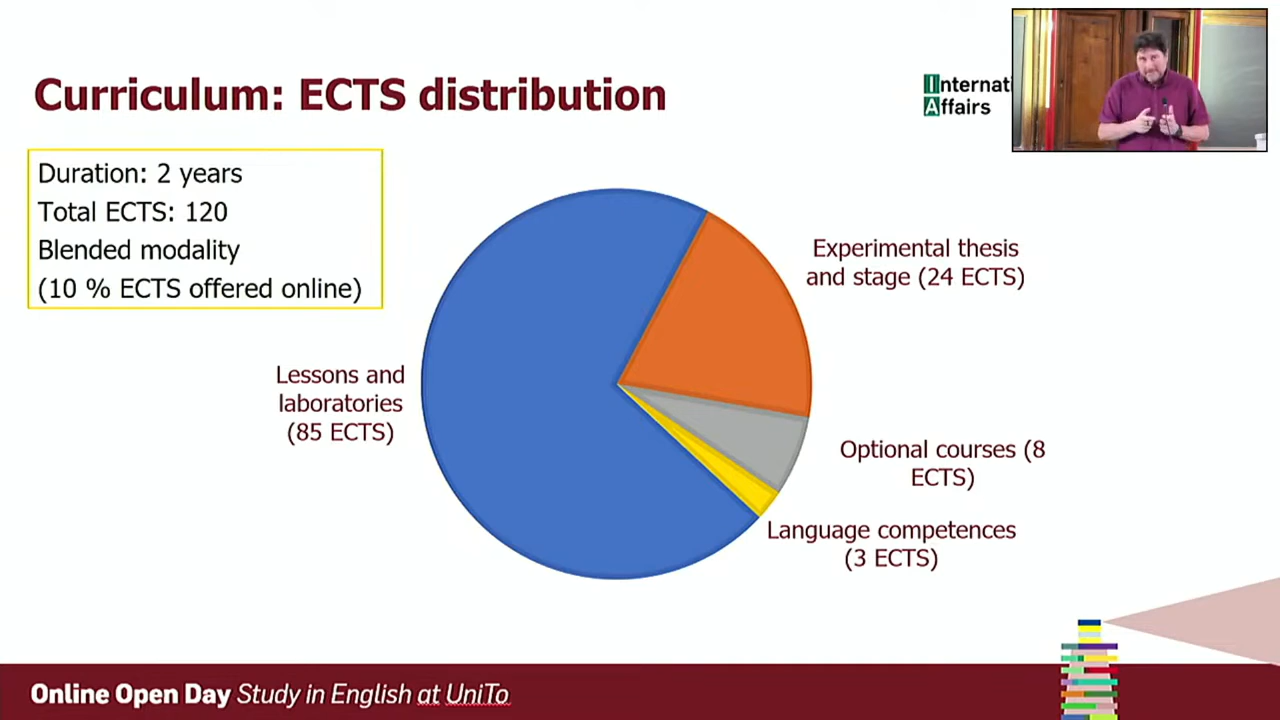 Curriculum: ECTS distribution
Internati
Affairs
Duration: 2 years
Total ECTS: 120
Blended modality
(10 % ECTS offered online)
Experimental thesis
and stage (24 ECTS)
Lessons and
laboratories
(85 ECTS)
Optional courses (8
ECTS)
Language competences
(3 ECTS)
Online Open Day Study in English at UniTo